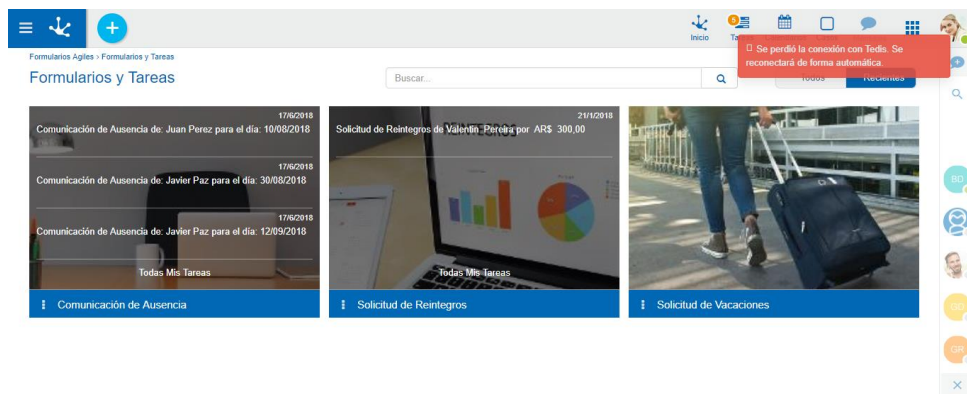 Inicio
5
Formularios Agiles > Formularios y Tareas
Se perdió la conexión con Tedis. Se
reconectará de forma automática.
Formularios y Tareas
Buscar...
Todos
Recientes
17/6/2018
Comunicación de Ausencia de: Juan Perez para el día: 10/08/2018
17/6/2018
Comunicación de Ausencia de: Javier Paz para el día: 30/08/2018
17/6/2018
Comunicación de Ausencia de: Javier Paz para el día: 12/09/2018
Todas Mis Tareas
Comunicación de Ausencia
21/1/2018
Solicitud de Reintegros de Valentin Pereira por AR$ 300,00
REINTEGROS
Todas Mis Tareas
Solicitud de Reintegros
Solicitud de Vacaciones
BD
GD
GR